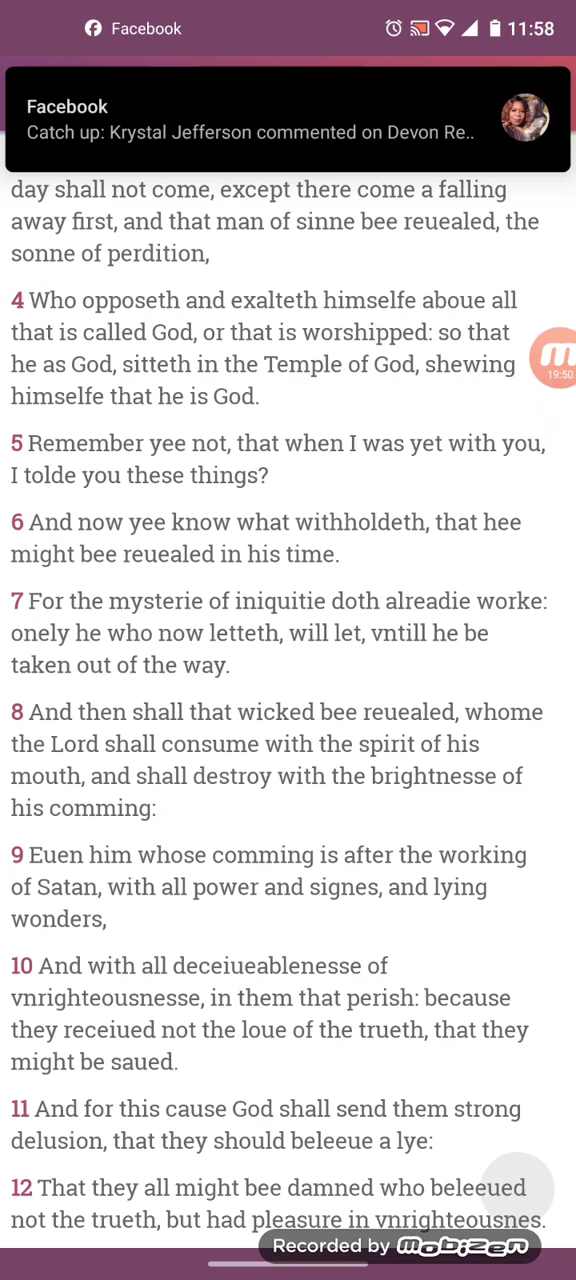 Facebook
11:58
Facebook
Catch up: Krystal Jefferson commented on Devon Re..
day shall not come, except there come a falling
away first, and that man of sinne bee reuealed, the
sonne of perdition,
4 Who opposeth and exalteth himselfe aboue all
that is called God, or that is worshipped: so that
he as God, sitteth in the Temple of God, shewing
himselfe that he is God.
19:50
5 Remember yee not, that when I was yet with you,
I tolde you these things?
6 And now yee know what withholdeth, that hee
might bee reuealed in his time.
7 For the mysterie of iniquitie doth alreadie worke:
onely he who now letteth, will let, vntill he be
taken out of the way.
8 And then shall that wicked bee reuealed, whome
the Lord shall consume with the spirit of his
mouth, and shall destroy with the brightnesse of
his comming:
9 Euen him whose comming is after the working
of Satan, with all power and signes, and lying
wonders,
10 And with all deceiueablenesse of
vnrighteousnesse, in them that perish: because
they receiued not the loue of the trueth, that they
might be saued.
11 And for this cause God shall send them strong
delusion, that they should beleeue a lye:
12 That they all might bee damned who beleeued
not the trueth, but had pleasure in vnrighteousnes.
Recorded by mobizen